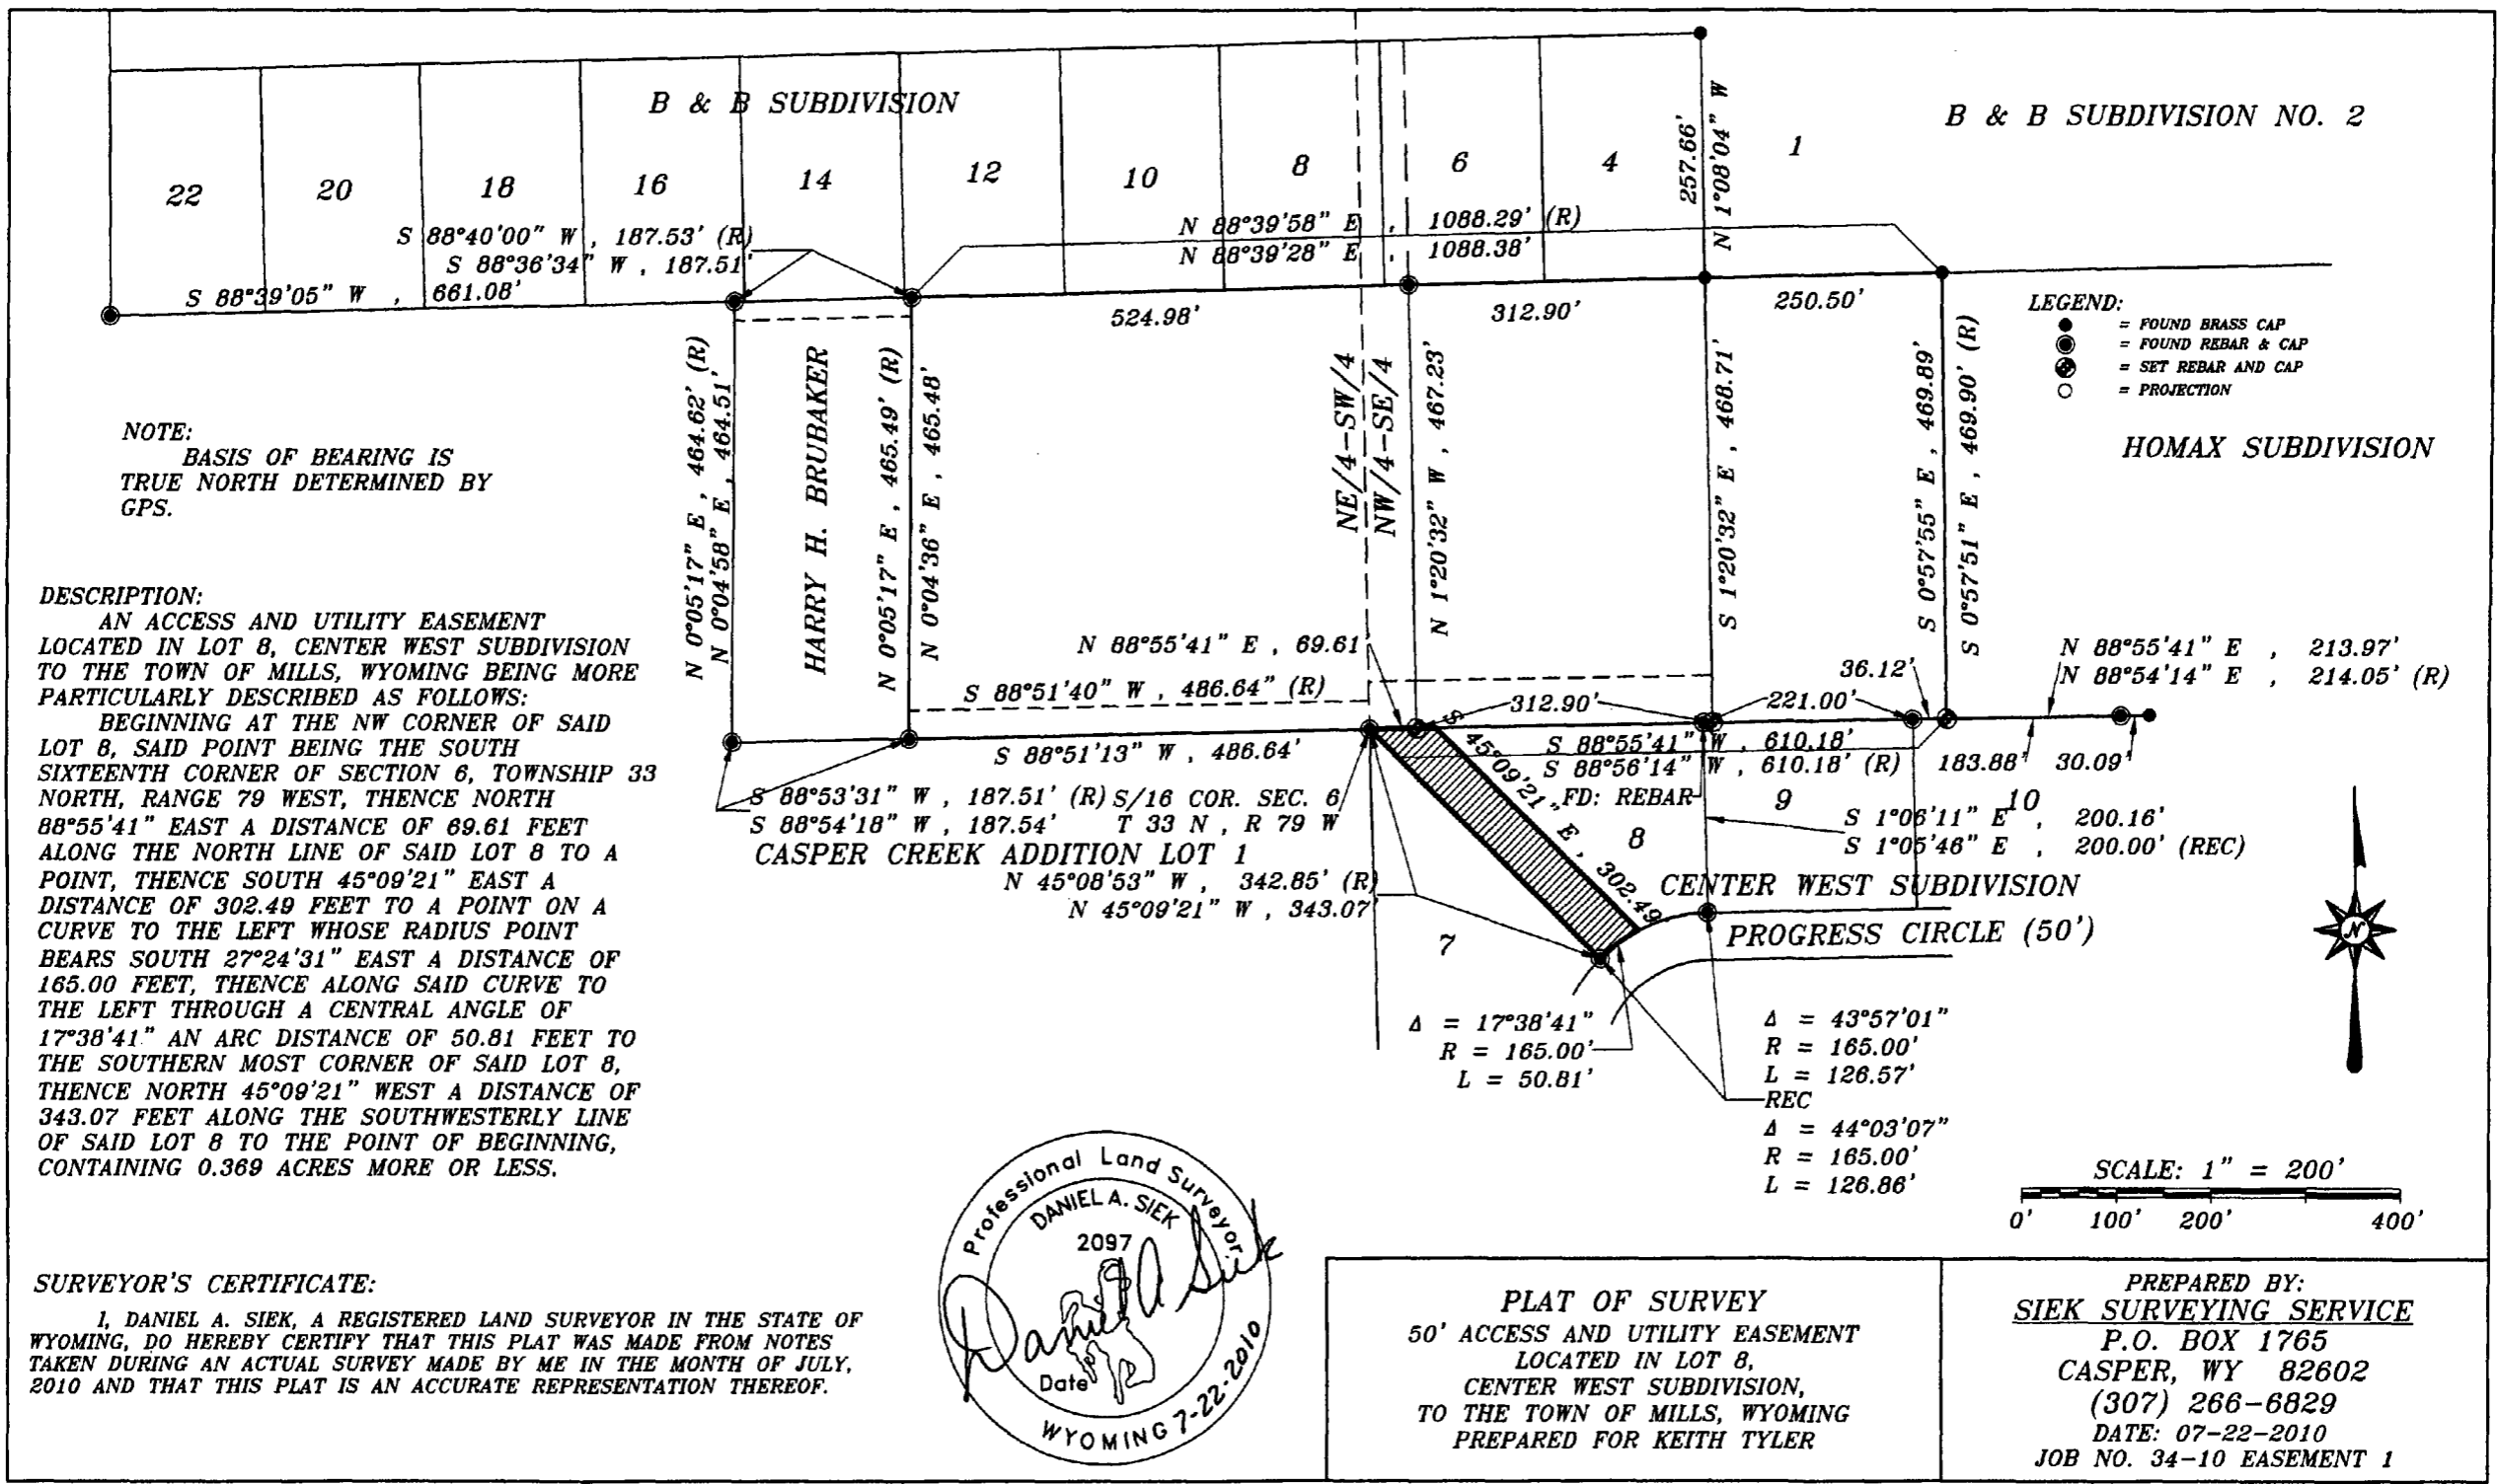 B & B SUBDIVISION
B & B SUBDIVISION NO. 2
22
20
18
16
14
12
10
8
6
4
1
257.66'
N 1°08'04" W
S 88°40'00" W , 187.53' (R)
S 88°36'34" W , 187.51'
S 88°39'05" W , 661.08'
N 88°39'58" E , 1088.29' (R)
N 88°39'28" E , 1088.38'
524.98'
312.90'
250.50'
LEGEND:
= FOUND BRASS CAP
= FOUND REBAR & CAP
= SET REBAR AND CAP
= PROJECTION
HOMAX SUBDIVISION
NOTE:
BASIS OF BEARING IS
TRUE NORTH DETERMINED BY
GPS.
N 0°05'17" E , 464.62' (R)
N 0°04'58" E , 464.51'
HARRY H. BRUBAKER
N 0°05'17" E , 465.49' (R)
N 0°04'36" E , 465.48'
NE/4-SW/4
NW/4-SE/4
N 1°20'32" W , 467.23'
S 1°20'32" E , 468.71'
S 0°57'55" E , 469.89'
S 0°57'51" E , 469.90' (R)
DESCRIPTION:
AN ACCESS AND UTILITY EASEMENT
LOCATED IN LOT 8, CENTER WEST SUBDIVISION
TO THE TOWN OF MILLS, WYOMING BEING MORE
PARTICULARLY DESCRIBED AS FOLLOWS:
BEGINNING AT THE NW CORNER OF SAID
LOT 8, SAID POINT BEING THE SOUTH
SIXTEENTH CORNER OF SECTION 6, TOWNSHIP 33
NORTH, RANGE 79 WEST, THENCE NORTH
88°55'41" EAST A DISTANCE OF 69.61 FEET
ALONG THE NORTH LINE OF SAID LOT 8 TO A
POINT, THENCE SOUTH 45°09'21" EAST A
DISTANCE OF 302.49 FEET TO A POINT ON A
CURVE TO THE LEFT WHOSE RADIUS POINT
BEARS SOUTH 27°24'31" EAST A DISTANCE OF
165.00 FEET, THENCE ALONG SAID CURVE TO
THE LEFT THROUGH A CENTRAL ANGLE OF
17°38'41" AN ARC DISTANCE OF 50.81 FEET TO
THE SOUTHERN MOST CORNER OF SAID LOT 8,
THENCE NORTH 45°09'21" WEST A DISTANCE OF
343.07 FEET ALONG THE SOUTHWESTERLY LINE
OF SAID LOT 8 TO THE POINT OF BEGINNING,
CONTAINING 0.369 ACRES MORE OR LESS.
N 88°55'41" E , 69.61
S 88°51'40" W , 486.64" (R)
S 88°51'13" W , 486.64'
312.90'
221.00'
36.12'
N 88°55'41" E , 213.97'
N 88°54'14" E , 214.05' (R)
S 88°55'41" W , 610.18'
S 88°56'14" W , 610.18' (R)
183.88'
30.09'
S 88°53'31" W , 187.51' (R)
S 88°54'18" W , 187.54'
S/16 COR. SEC. 6
T 33 N , R 79 W
FD: REBAR
S 45°09'21" E , 302.49
8
9
10
S 1°06'11" E , 200.16'
S 1°05'46" E , 200.00' (REC)
CASPER CREEK ADDITION LOT 1
N 45°08'53" W , 342.85' (R)
N 45°09'21" W , 343.07'
CENTER WEST SUBDIVISION
PROGRESS CIRCLE (50')
7
N
Δ = 17°38'41"
R = 165.00'
L = 50.81'
Δ = 43°57'01"
R = 165.00'
L = 126.57'
REC
Δ = 44°03'07"
R = 165.00'
L = 126.86'
SCALE: 1" = 200'
0' 100' 200' 400'
Professional Land Surveyor
DANIEL A. SIEK
2097
Daniel A Siek
Date
WYOMING 7-22-2010
SURVEYOR'S CERTIFICATE:
I, DANIEL A. SIEK, A REGISTERED LAND SURVEYOR IN THE STATE OF
WYOMING, DO HEREBY CERTIFY THAT THIS PLAT WAS MADE FROM NOTES
TAKEN DURING AN ACTUAL SURVEY MADE BY ME IN THE MONTH OF JULY,
2010 AND THAT THIS PLAT IS AN ACCURATE REPRESENTATION THEREOF.
PLAT OF SURVEY
50' ACCESS AND UTILITY EASEMENT
LOCATED IN LOT 8,
CENTER WEST SUBDIVISION,
TO THE TOWN OF MILLS, WYOMING
PREPARED FOR KEITH TYLER
PREPARED BY:
SIEK SURVEYING SERVICE
P.O. BOX 1765
CASPER, WY 82602
(307) 266-6829
DATE: 07-22-2010
JOB NO. 34-10 EASEMENT 1